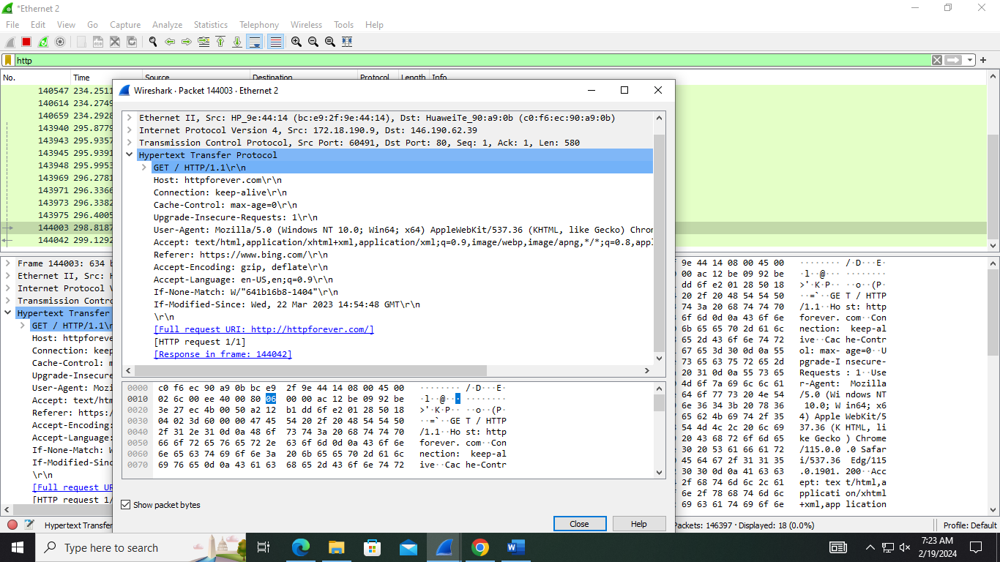 *Ethernet 2
File Edit View Go Capture Analyze Statistics Telephony Wireless Tools Help
http
No. Time Source Destination Protocol Length Info
140547 234.2511
140614 234.2749
140659 234.2928
143940 295.8779
143943 295.9357
143945 295.9391
143948 295.9953
143969 296.2781
143971 296.3366
143973 296.3382
143975 296.4005
144003 298.8187
144042 299.1292
Wireshark · Packet 144003 · Ethernet 2
Ethernet II, Src: HP_9e:44:14 (bc:e9:2f:9e:44:14), Dst: HuaweiTe_90:a9:0b (c0:f6:ec:90:a9:0b)
Internet Protocol Version 4, Src: 172.18.190.9, Dst: 146.190.62.39
Transmission Control Protocol, Src Port: 60491, Dst Port: 80, Seq: 1, Ack: 1, Len: 580
Hypertext Transfer Protocol
GET / HTTP/1.1\r\n
Host: httpforever.com\r\n
Connection: keep-alive\r\n
Cache-Control: max-age=0\r\n
Upgrade-Insecure-Requests: 1\r\n
User-Agent: Mozilla/5.0 (Windows NT 10.0; Win64; x64) AppleWebKit/537.36 (KHTML, like Gecko) Chron
Accept: text/html,application/xhtml+xml,application/xml;q=0.9,image/webp,image/apng,*/*;q=0.8,appl
Referer: https://www.bing.com/\r\n
Accept-Encoding: gzip, deflate\r\n
Accept-Language: en-US,en;q=0.9\r\n
If-None-Match: W/"641b16b8-1404"\r\n
If-Modified-Since: Wed, 22 Mar 2023 14:54:48 GMT\r\n
\r\n
[Full request URI: http://httpforever.com/]
[HTTP request 1/1]
[Response in frame: 144042]
0000 c0 f6 ec 90 a9 0b bc e9 2f 9e 44 14 08 00 45 00 ········ /·D···E·
0010 02 6c 00 ee 40 00 80 06 00 00 ac 12 be 09 92 be ·l··@··· ········
0020 3e 27 ec 4b 00 50 a2 12 b1 dd 6f e2 01 28 50 18 >'·K·P·· ··o··(P·
0030 04 02 3d 60 00 00 47 45 54 20 2f 20 48 54 54 50 ··=`··GE T / HTTP
0040 2f 31 2e 31 0d 0a 48 6f 73 74 3a 20 68 74 74 70 /1.1··Ho st: http
0050 66 6f 72 65 76 65 72 2e 63 6f 6d 0d 0a 43 6f 6e forever. com··Con
0060 6e 65 63 74 69 6f 6e 3a 20 6b 65 65 70 2d 61 6c nection: keep-al
0070 69 76 65 0d 0a 43 61 63 68 65 2d 43 6f 6e 74 72 ive··Cac he-Contr
Show packet bytes
Close Help
Frame 144003: 634 b
Ethernet II, Src: H
Internet Protocol V
Transmission Contro
Hypertext Transfer
GET / HTTP/1.1\r\n
Host: httpforeve
Connection: keep
Cache-Control: m
Upgrade-Insecure
User-Agent: Mozi
Accept: text/htm
Referer: https:/
Accept-Encoding:
Accept-Language:
If-None-Match: W
If-Modified-Sinc
\r\n
[Full request UR
[HTTP request 1/
9e 44 14 08 00 45 00 ········ /·D···E·
00 ac 12 be 09 92 be ·l··@··· ········
dd 6f e2 01 28 50 18 >'·K·P·· ··o··(P·
20 2f 20 48 54 54 50 ··=`··GE T / HTTP
74 3a 20 68 74 74 70 /1.1··Ho st: http
6f 6d 0d 0a 43 6f 6e forever. com··Con
6b 65 65 70 2d 61 6c nection: keep-al
65 2d 43 6f 6e 74 72 ive··Cac he-Contr
67 65 3d 30 0d 0a 55 ol: max- age=0··U
73 65 63 75 72 65 2d pgrade-I nsecure-
20 31 0d 0a 55 73 65 Requests : 1··Use
4d 6f 7a 69 6c 6c 61 r-Agent: Mozilla
64 6f 77 73 20 4e 54 /5.0 (Wi ndows NT
6e 36 34 3b 20 78 36 10.0; W in64; x6
65 62 4b 69 74 2f 35 4) Apple WebKit/5
54 4d 4c 2c 20 6c 69 37.36 (K HTML, li
20 43 68 72 6f 6d 65 ke Gecko ) Chrome
30 20 53 61 66 61 72 /115.0.0 .0 Safar
45 64 67 2f 31 31 35 i/537.36 Edg/115
30 30 0d 0a 41 63 63 .0.1901. 200··Acc
2f 68 74 6d 6c 2c 61 ept: tex t/html,a
6e 2f 78 68 74 6d 6c pplicati on/xhtml
69 63 61 74 69 6f 6e +xml,app lication
Hypertext Transfer
Packets: 146397 · Displayed: 18 (0.0%)
Profile: Default
Type here to search
7:23 AM
2/19/2024